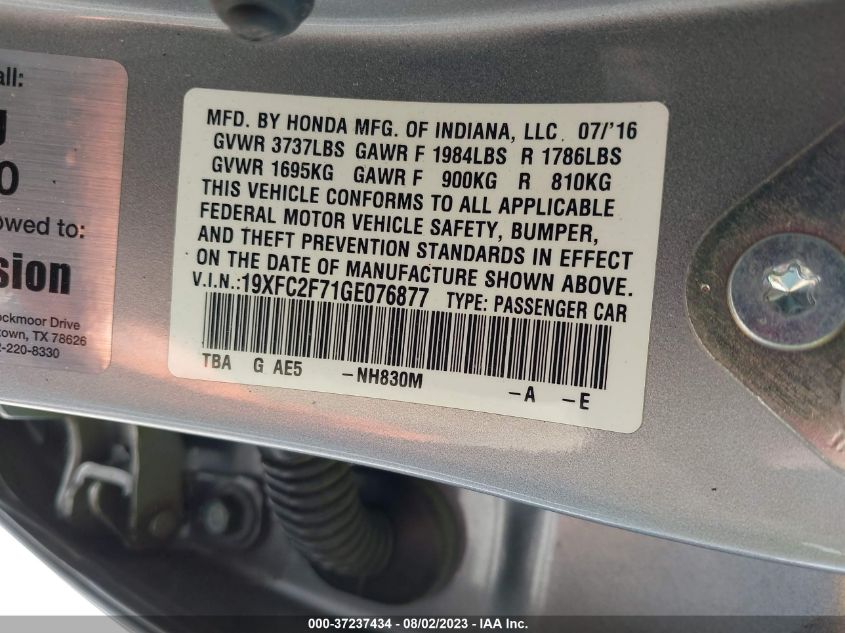 all:
0
owed to:
sion
ckmoor Drive
town, TX 78626
2-220-8330
MFD. BY HONDA MFG. OF INDIANA, LLC 07/'16
GVWR 3737LBS GAWR F 1984LBS R 1786LBS
GVWR 1695KG GAWR F 900KG R 810KG
THIS VEHICLE CONFORMS TO ALL APPLICABLE
FEDERAL MOTOR VEHICLE SAFETY, BUMPER,
AND THEFT PREVENTION STANDARDS IN EFFECT
ON THE DATE OF MANUFACTURE SHOWN ABOVE.
V.I.N.:19XFC2F71GE076877 TYPE: PASSENGER CAR
TBA G AE5 -NH830M -A -E
000-37237434 - 08/02/2023 - IAA Inc.